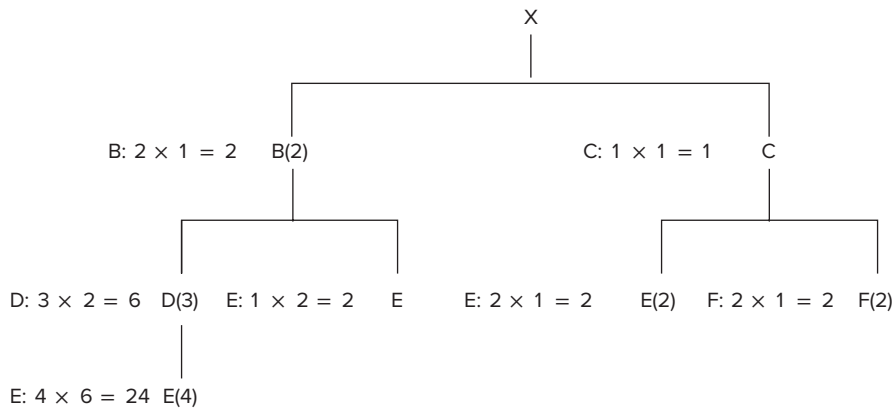 X
B: 2 × 1 = 2 B(2) C: 1 × 1 = 1 C
D: 3 × 2 = 6 D(3) E: 1 × 2 = 2 E E: 2 × 1 = 2 E(2) F: 2 × 1 = 2 F(2)
E: 4 × 6 = 24 E(4)